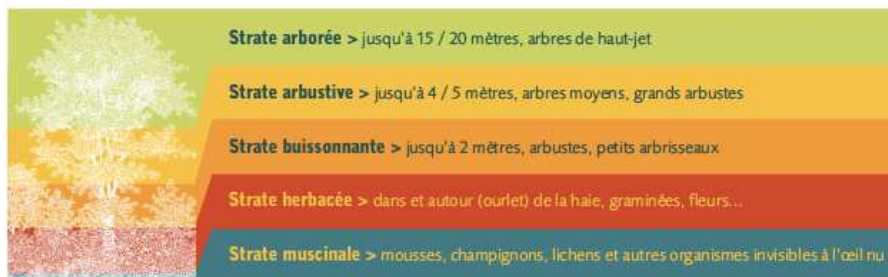 Strate arborée > jusqu'à 15 / 20 mètres, arbres de haut-jet
Strate arbustive > jusqu'à 4 / 5 mètres, arbres moyens, grands arbustes
Strate buissonnante > jusqu'à 2 mètres, arbustes, petits arbrisseaux
Strate herbacée > dans et autour (ourlet) de la haie, graminées, fleurs...
Strate muscinale > mousses, champignons, lichens et autres organismes invisibles à l'œil nu